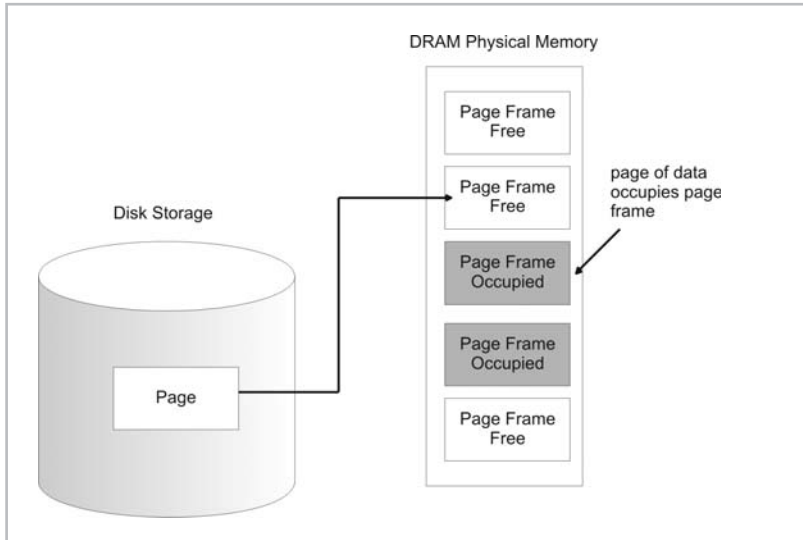 DRAM Physical Memory
Page Frame
Free
Page Frame
Free
page of data
occupies page
frame
Disk Storage
Page Frame
Occupied
Page Frame
Occupied
Page
Page Frame
Free